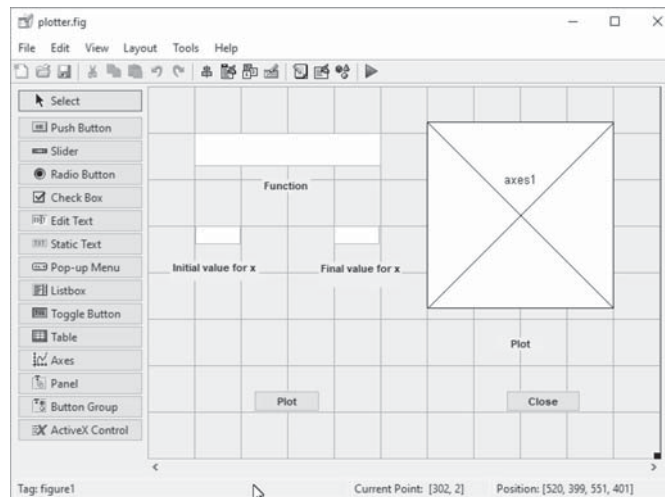 plotter.fig
File Edit View Layout Tools Help
Select
Push Button
Slider
Radio Button
Check Box
Edit Text
Static Text
Pop-up Menu
Listbox
Toggle Button
Table
Axes
Panel
Button Group
ActiveX Control
Function
Initial value for x
Final value for x
axes1
Plot
Plot
Close
Tag: figure1
Current Point: [302, 2]
Position: [520, 399, 551, 401]